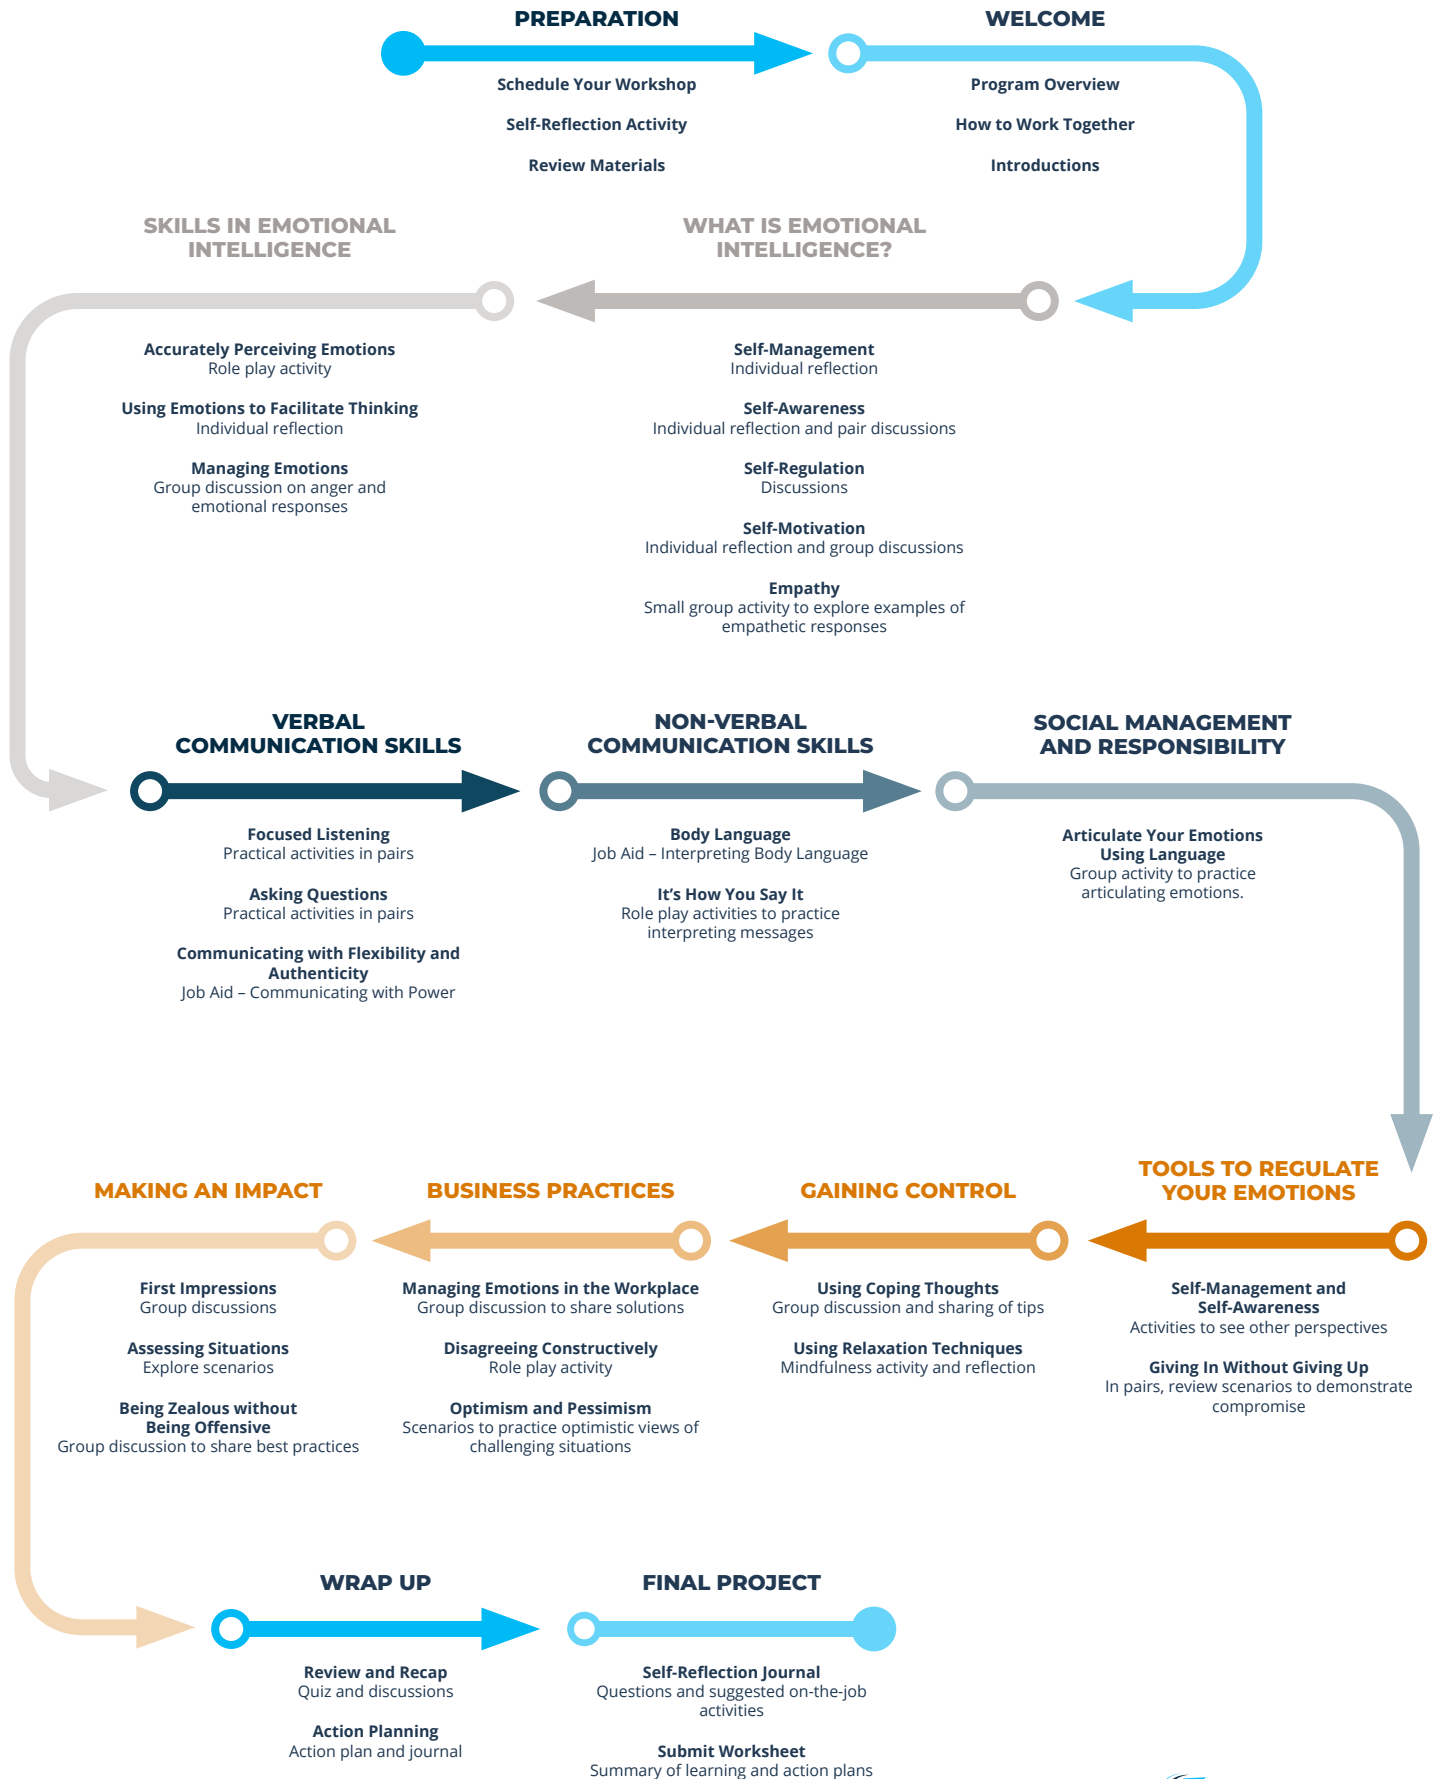 PREPARATION
Schedule Your Workshop
Self-Reflection Activity
Review Materials
WELCOME
Program Overview
How to Work Together
Introductions
WHAT IS EMOTIONAL
INTELLIGENCE?
Self-Management
Individual reflection
Self-Awareness
Individual reflection and pair discussions
Self-Regulation
Discussions
Self-Motivation
Individual reflection and group discussions
Empathy
Small group activity to explore examples of
empathetic responses
SKILLS IN EMOTIONAL
INTELLIGENCE
Accurately Perceiving Emotions
Role play activity
Using Emotions to Facilitate Thinking
Individual reflection
Managing Emotions
Group discussion on anger and
emotional responses
VERBAL
COMMUNICATION SKILLS
Focused Listening
Practical activities in pairs
Asking Questions
Practical activities in pairs
Communicating with Flexibility and
Authenticity
Job Aid – Communicating with Power
NON-VERBAL
COMMUNICATION SKILLS
Body Language
Job Aid – Interpreting Body Language
It’s How You Say It
Role play activities to practice
interpreting messages
SOCIAL MANAGEMENT
AND RESPONSIBILITY
Articulate Your Emotions
Using Language
Group activity to practice
articulating emotions.
TOOLS TO REGULATE
YOUR EMOTIONS
Self-Management and
Self-Awareness
Activities to see other perspectives
Giving In Without Giving Up
In pairs, review scenarios to demonstrate
compromise
GAINING CONTROL
Using Coping Thoughts
Group discussion and sharing of tips
Using Relaxation Techniques
Mindfulness activity and reflection
BUSINESS PRACTICES
Managing Emotions in the Workplace
Group discussion to share solutions
Disagreeing Constructively
Role play activity
Optimism and Pessimism
Scenarios to practice optimistic views of
challenging situations
MAKING AN IMPACT
First Impressions
Group discussions
Assessing Situations
Explore scenarios
Being Zealous without
Being Offensive
Group discussion to share best practices
WRAP UP
Review and Recap
Quiz and discussions
Action Planning
Action plan and journal
FINAL PROJECT
Self-Reflection Journal
Questions and suggested on-the-job
activities
Submit Worksheet
Summary of learning and action plans